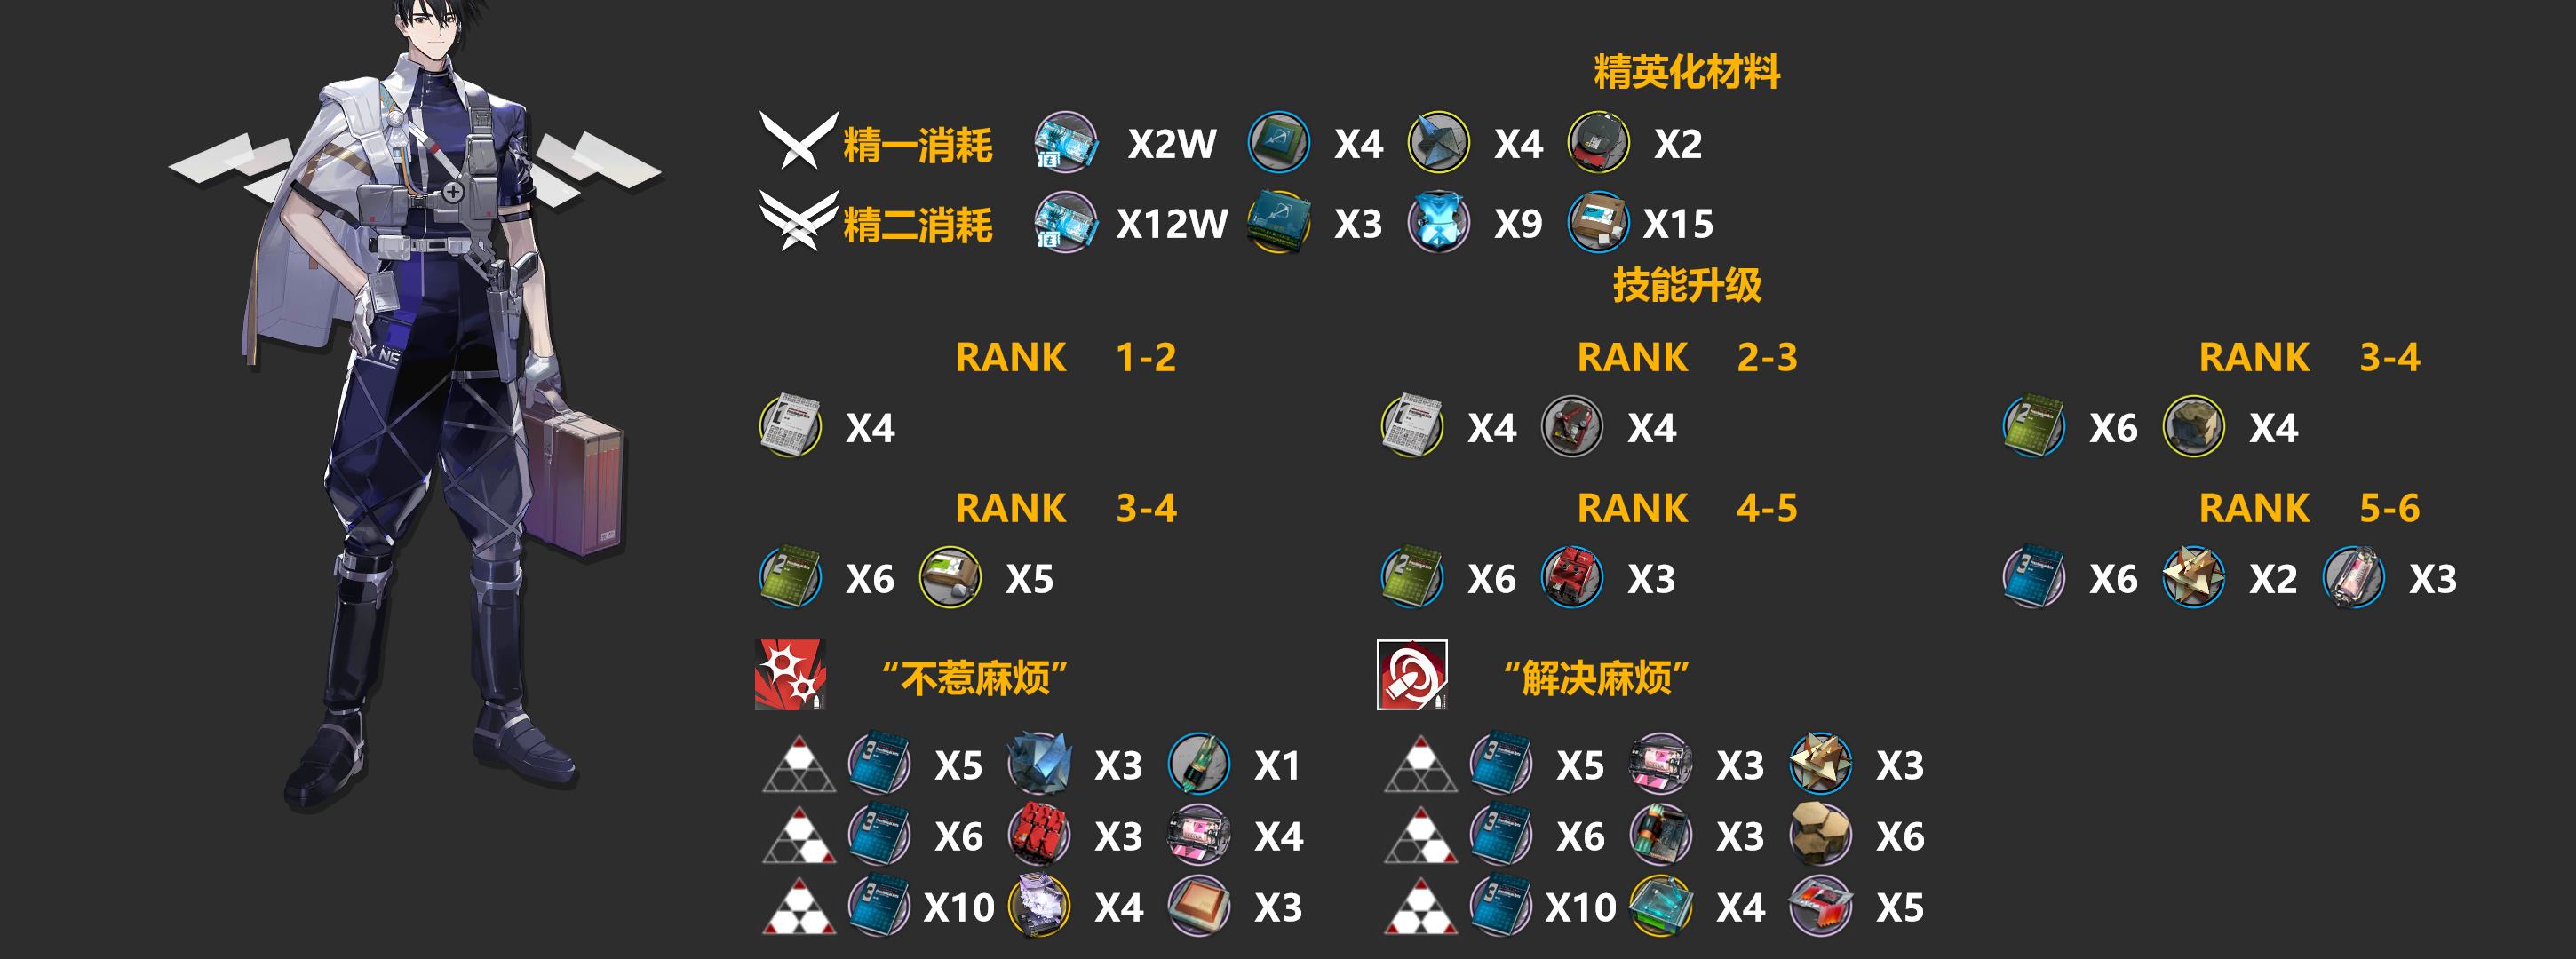 精英化材料
精一消耗 X2W X4 X4 X2
精二消耗 X12W X3 X9 X15
技能升级
RANK 1-2 RANK 2-3 RANK 3-4
X4 X4 X4 X6 X4
RANK 3-4 RANK 4-5 RANK 5-6
X6 X5 X6 X3 X6 X2 X3
“不惹麻烦” “解决麻烦”
X5 X3 X1 X5 X3 X3
X6 X3 X4 X6 X3 X6
X10 X4 X3 X10 X4 X5